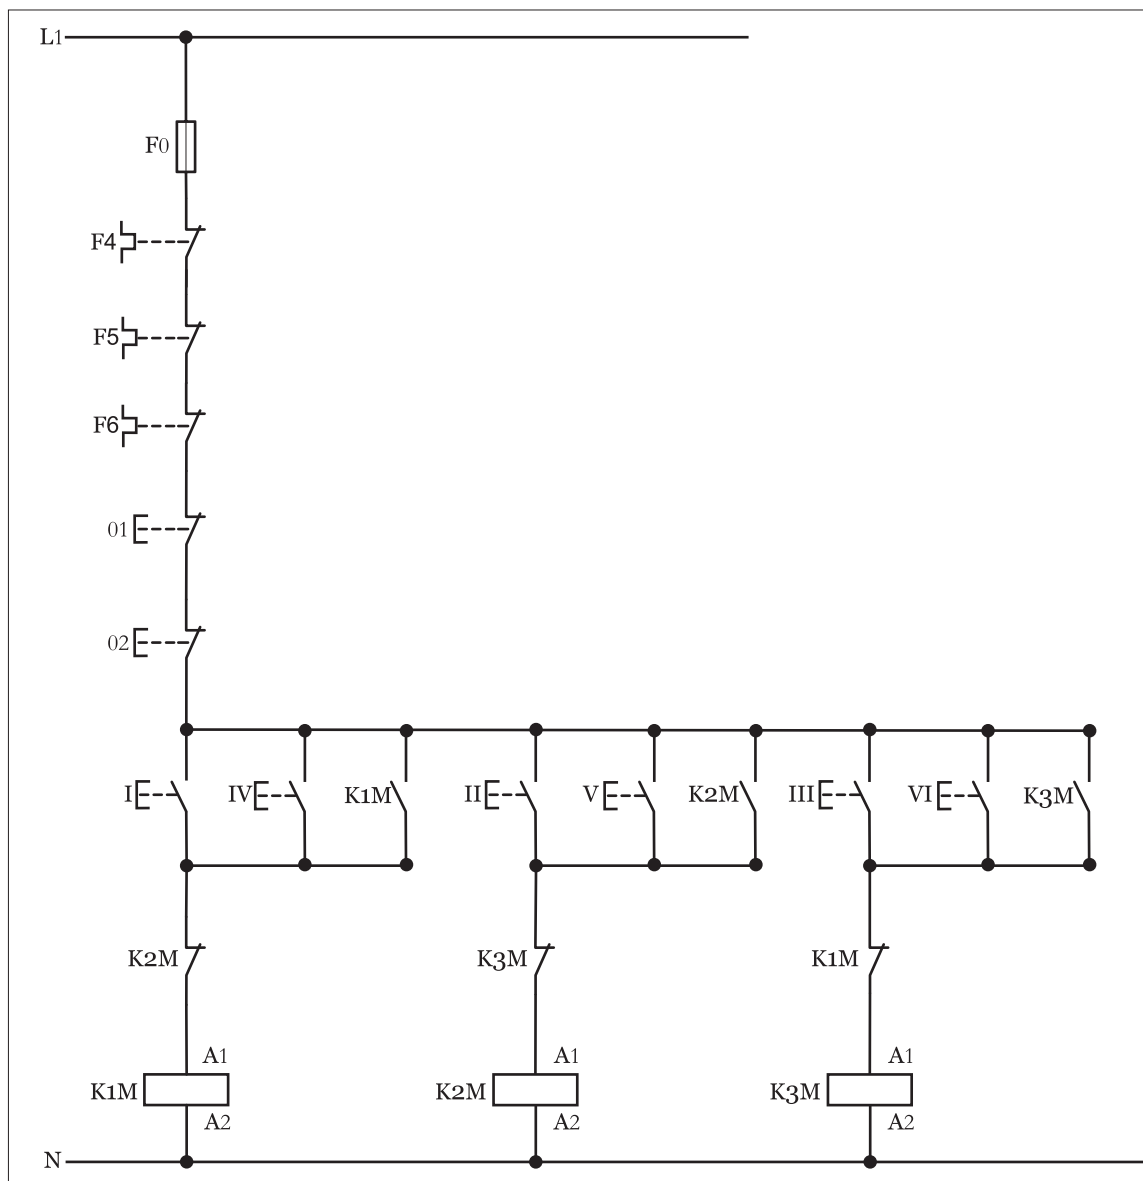 L1
F0
F4
F5
F6
01
02
I IV K1M II V K2M III VI K3M
K2M K3M K1M
A1 A1 A1
K1M K2M K3M
A2 A2 A2
N